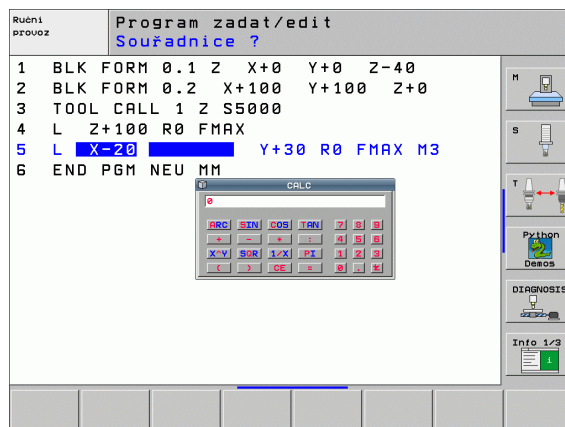 Ruční provoz
Program zadat/edit
Souřadnice ?
1 BLK FORM 0.1 Z X+0 Y+0 Z-40
2 BLK FORM 0.2 X+100 Y+100 Z+0
3 TOOL CALL 1 Z S5000
4 L Z+100 R0 FMAX
5 L X-20 Y+30 R0 FMAX M3
6 END PGM NEU MM
CALC
0
ARC SIN COS TAN 7 8 9
+ - * : 4 5 6
X^Y SQR 1/X PI 1 2 3
( ) CE = 0 .
M
S
T
Python Demos
DIAGNOSIS
Info 1/3
i